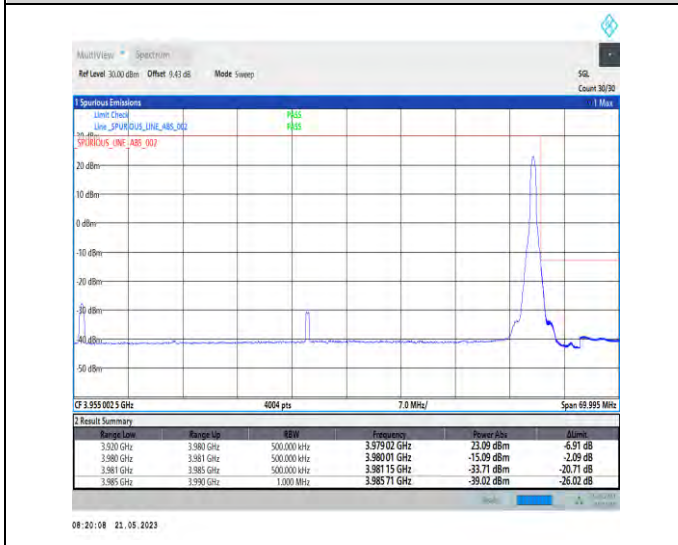 MultiView Spectrum
Ref Level 30.00 dBm Offset 9.43 dB Mode Sweep SGL
Count 30/30
1 Spurious Emissions 1 Max
Limit Check PASS
Line _SPURIOUS_LINE_ABS_002 PASS
_SPURIOUS_LINE_ABS_002
20 dBm
10 dBm
0 dBm
-10 dBm
-20 dBm
-30 dBm
-40 dBm
-50 dBm
CF 3.955 002 5 GHz 4004 pts 7.0 MHz/ Span 69.995 MHz
2 Result Summary
Range Low Range Up RBW Frequency Power Abs ΔLimit
3.920 GHz 3.980 GHz 500.000 kHz 3.979 02 GHz 23.09 dBm -6.91 dB
3.980 GHz 3.981 GHz 500.000 kHz 3.980 01 GHz -15.09 dBm -2.09 dB
3.981 GHz 3.985 GHz 500.000 kHz 3.981 15 GHz -33.71 dBm -20.71 dB
3.985 GHz 3.990 GHz 1.000 MHz 3.985 71 GHz -39.02 dBm -26.02 dB
08:20:08 21.05.2023